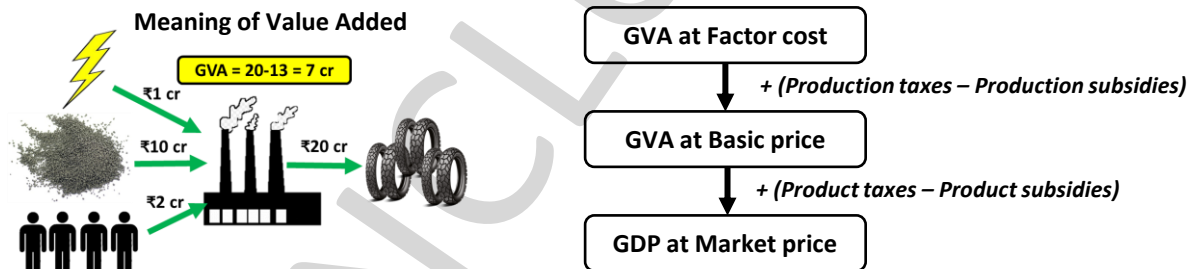 Meaning of Value Added
GVA = 20-13 = 7 cr
₹1 cr
₹10 cr
₹20 cr
₹2 cr
GVA at Factor cost
+ (Production taxes – Production subsidies)
GVA at Basic price
+ (Product taxes – Product subsidies)
GDP at Market price